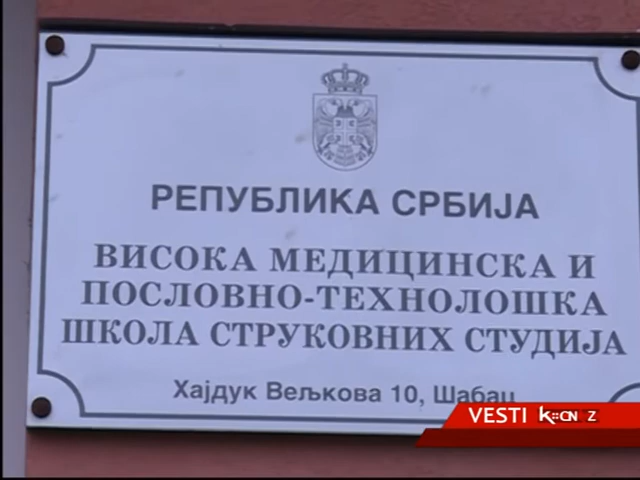 РЕПУБЛИКА СРБИЈА
ВИСОКА МЕДИЦИНСКА И
ПОСЛОВНО-ТЕХНОЛОШКА
ШКОЛА СТРУКОВНИХ СТУДИЈА
Хајдук Вељкова 10, Шабац
VESTI